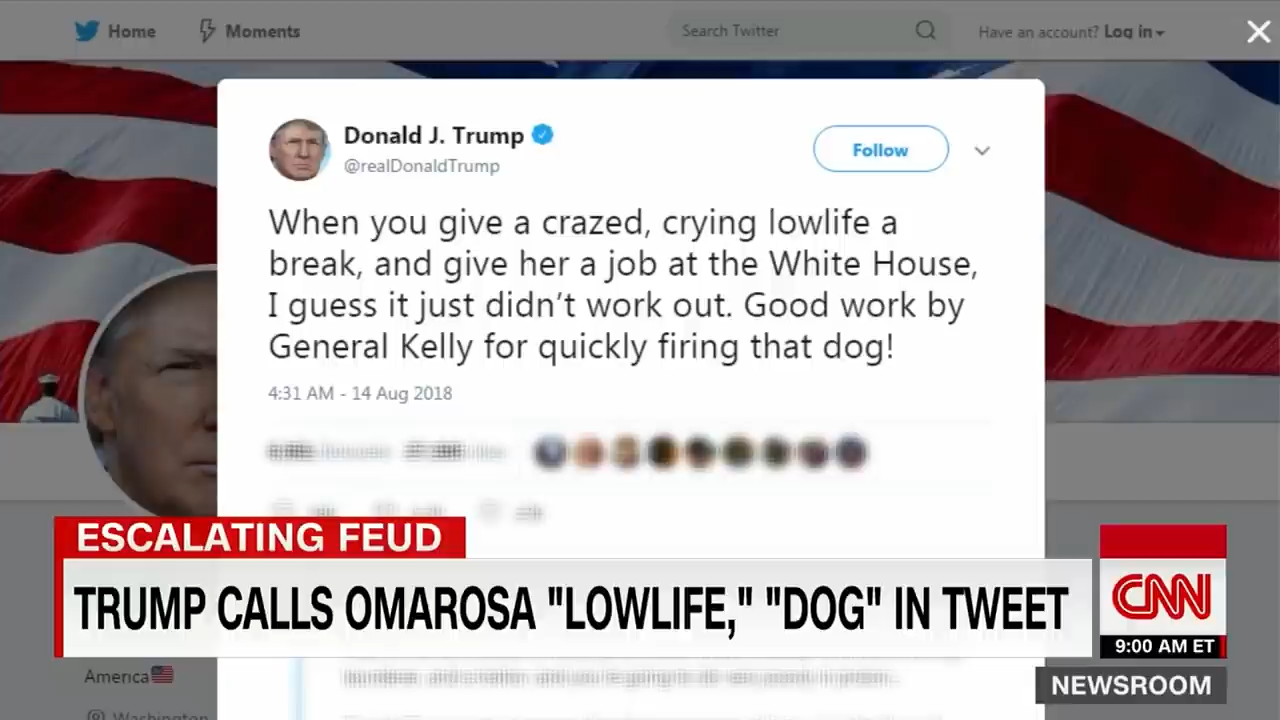 Home
Moments
Search Twitter
Have an account? Log in
Donald J. Trump
@realDonaldTrump
Follow
When you give a crazed, crying lowlife a
break, and give her a job at the White House,
I guess it just didn’t work out. Good work by
General Kelly for quickly firing that dog!
4:31 AM - 14 Aug 2018
ESCALATING FEUD
TRUMP CALLS OMAROSA "LOWLIFE," "DOG" IN TWEET
CNN
9:00 AM ET
NEWSROOM
America
Washington